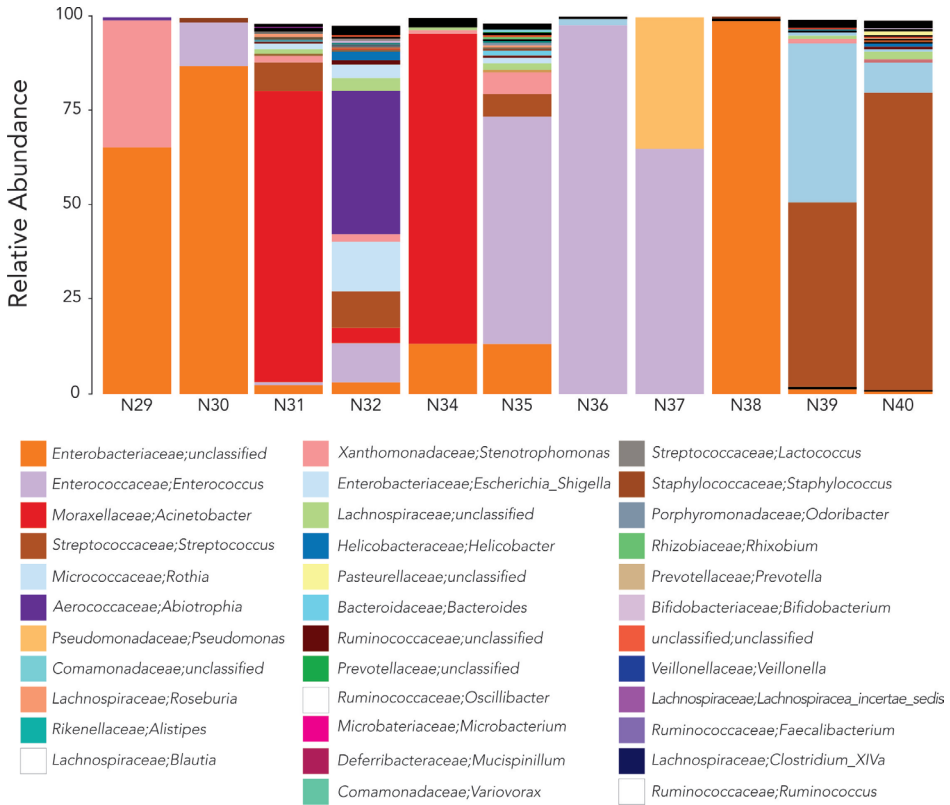 Relative Abundance
100
75
50
25
0
N29 N30 N31 N32 N34 N35 N36 N37 N38 N39 N40
Enterobacteriaceae;unclassified
Enterococcaceae;Enterococcus
Moraxellaceae;Acinetobacter
Streptococcaceae;Streptococcus
Micrococcaceae;Rothia
Aerococcaceae;Abiotrophia
Pseudomonadaceae;Pseudomonas
Comamonadaceae;unclassified
Lachnospiraceae;Roseburia
Rikenellaceae;Alistipes
Lachnospiraceae;Blautia
Xanthomonadaceae;Stenotrophomonas
Enterobacteriaceae;Escherichia_Shigella
Lachnospiraceae;unclassified
Helicobacteraceae;Helicobacter
Pasteurellaceae;unclassified
Bacteroidaceae;Bacteroides
Ruminococcaceae;unclassified
Prevotellaceae;unclassified
Ruminococcaceae;Oscillibacter
Microbateriaceae;Microbacterium
Deferribacteraceae;Mucispinillum
Comamonadaceae;Variovorax
Streptococcaceae;Lactococcus
Staphylococcaceae;Staphylococcus
Porphyromonadaceae;Odoribacter
Rhizobiaceae;Rhixobium
Prevotellaceae;Prevotella
Bifidobacteriaceae;Bifidobacterium
unclassified;unclassified
Veillonellaceae;Veillonella
Lachnospiraceae;Lachnospiracea_incertae_sedis
Ruminococcaceae;Faecalibacterium
Lachnospiraceae;Clostridium_XIVa
Ruminococcaceae;Ruminococcus